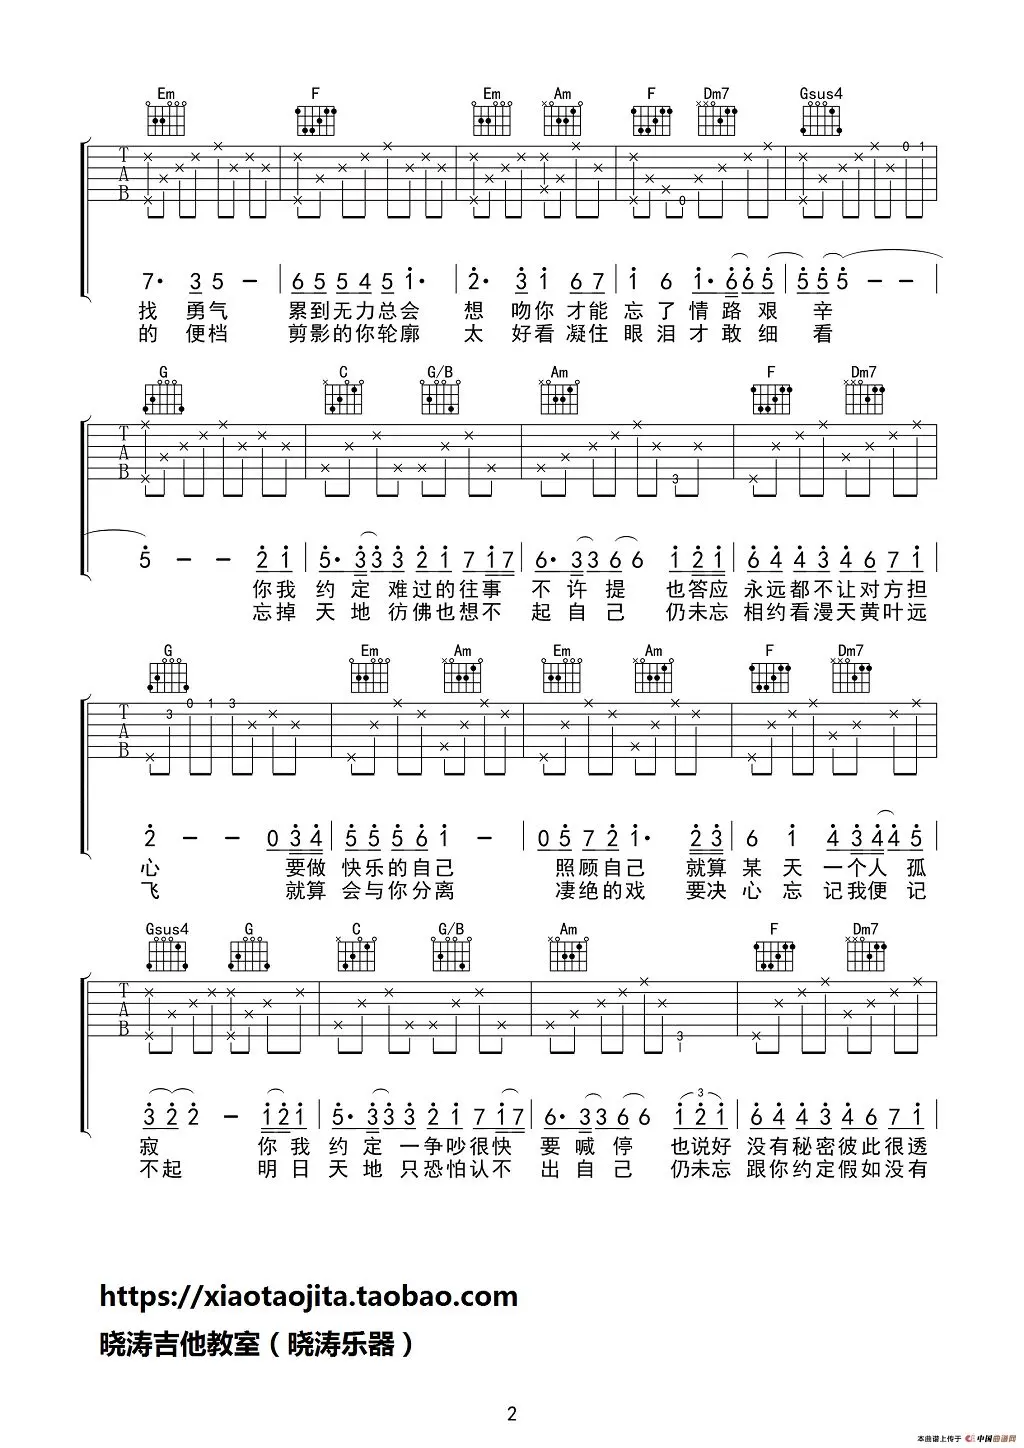 Em F Em Am F Dm7 Gsus4
T A B 0 0 1
7· 3 5 － | 6 5 5 4 5 1· | 2· 3 1 6 7 | 1 6 1· 6 6 5 | 5 5 5 － －
找 勇气 累到无力总会 想 吻你才能 忘了情路艰 辛
的 便档 剪影的你轮廓 太 好看凝住 眼泪才敢细 看
G C G/B Am F Dm7
T A B 3
5 － － 2 1 | 5· 3 3 3 2 1 7 1 7 | 6· 3 3 6 6 1 2 1 | 6 4 4 3 4 6 7 1
你我 约定难过的往事 不许提 也答应 永远都不让对方担
忘掉 天地彷佛也想不 起自己 仍未忘 相约看漫天黄叶远
G Em Am Em Am F Dm7
T A B 3 0 1 3
2 － － 0 3 4 | 5 5 5 6 1 － | 0 5 7 2 1· 2 3 | 6 1 4 3 4 4 5
心 要做 快乐的自己 照顾自己 就算 某天一个人孤
飞 就算 会与你分离 凄绝的戏 要决 心忘记我便记
Gsus4 G C G/B Am F Dm7
T A B 3
3 2 2 － 1 2 1 | 5· 3 3 3 2 1 7 1 7 | 6· 3 3 6 6 1 2 1 | 6 4 4 3 4 6 7 1
寂 你我 约定一争吵很快 要喊停 也说好 没有秘密彼此很透
不起 明日 天地只恐怕认不 出自己 仍未忘 跟你约定假如没有
https://xiaotaojita.taobao.com
晓涛吉他教室（晓涛乐器）
2
本曲谱上传于 中国曲谱网